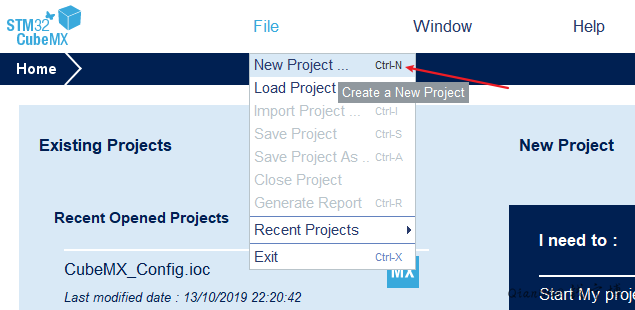 STM32
CubeMX
File
Window
Help
Home
New Project ... Ctrl-N
Load Project
Create a New Project
Import Project ... Ctrl-I
Save Project Ctrl-S
Save Project As .. Ctrl-A
Close Project
Generate Report Ctrl-R
Recent Projects
Exit Ctrl-X
Existing Projects
Recent Opened Projects
CubeMX_Config.ioc
MX
Last modified date : 13/10/2019 22:20:42
New Project
I need to :
Start My proje